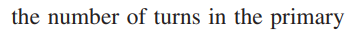 the number of turns in the primary